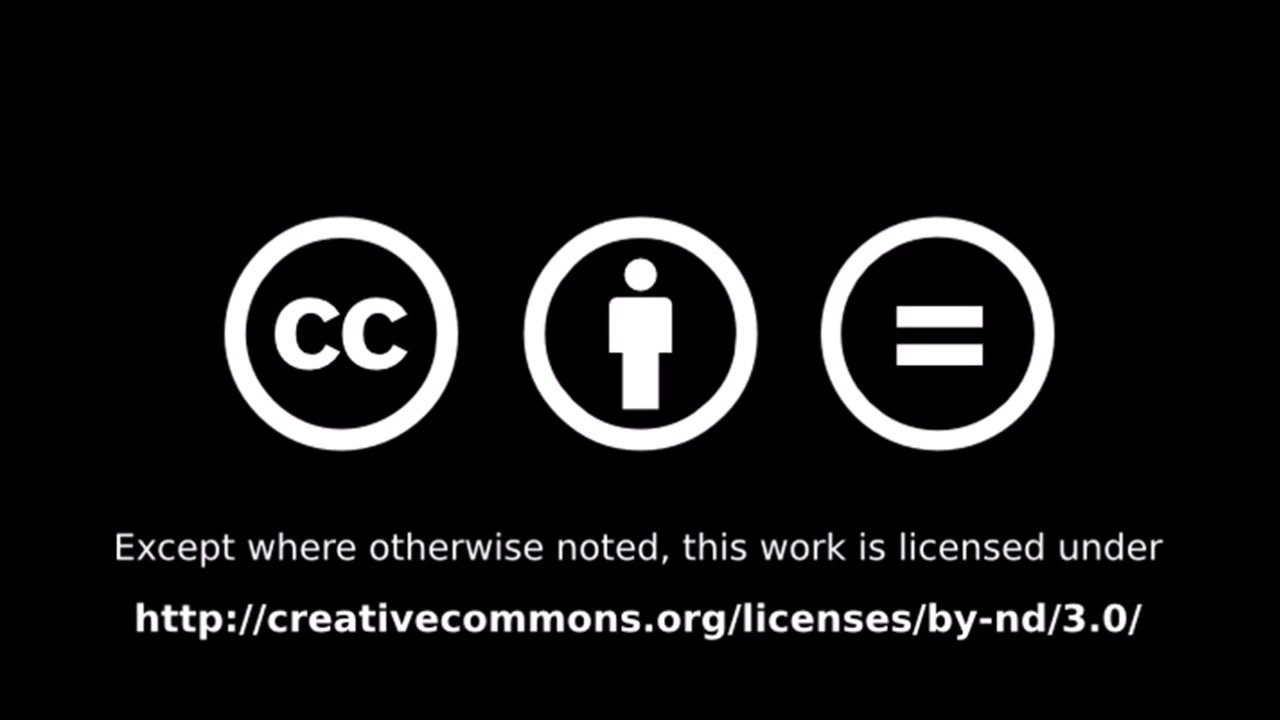 cc
Except where otherwise noted, this work is licensed under
http://creativecommons.org/licenses/by-nd/3.0/